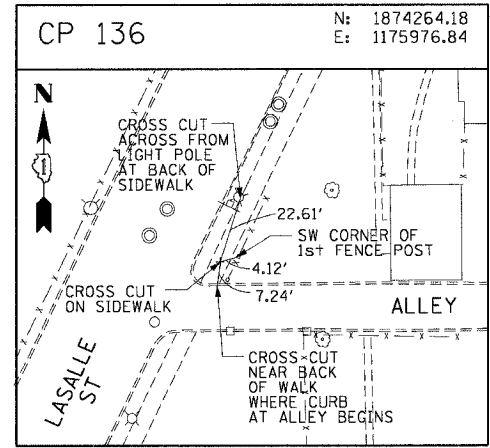 CP 136
N: 1874264.18
E: 1175976.84
N
CROSS CUT
ACROSS FROM
LIGHT POLE
AT BACK OF
SIDEWALK
22.61'
SW CORNER OF
1st FENCE POST
4.12'
7.24'
CROSS CUT
ON SIDEWALK
ALLEY
LASALLE
ST
CROSS CUT
NEAR BACK
OF WALK
WHERE CURB
AT ALLEY BEGINS